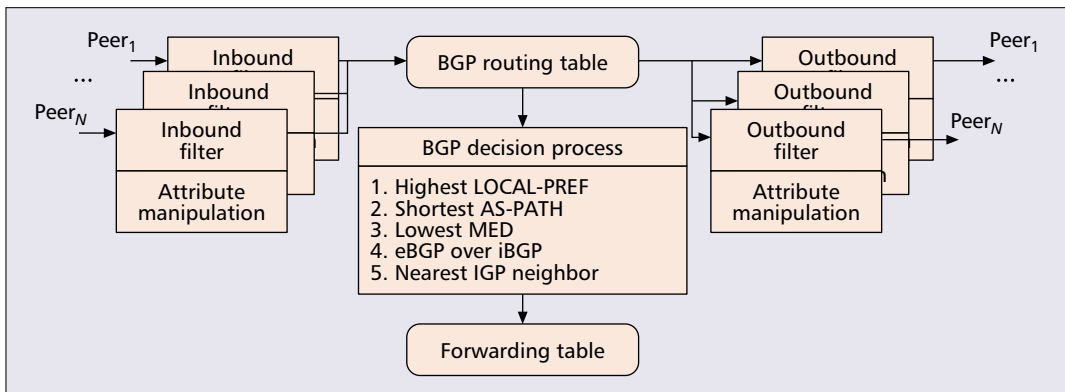 Peer1
...
PeerN
Inbound
Inbound
Inbound
filter
Attribute
manipulation
BGP routing table
BGP decision process
1. Highest LOCAL-PREF
2. Shortest AS-PATH
3. Lowest MED
4. eBGP over iBGP
5. Nearest IGP neighbor
Forwarding table
Outbound
Outbound
Outbound
filter
Attribute
manipulation
Peer1
...
PeerN